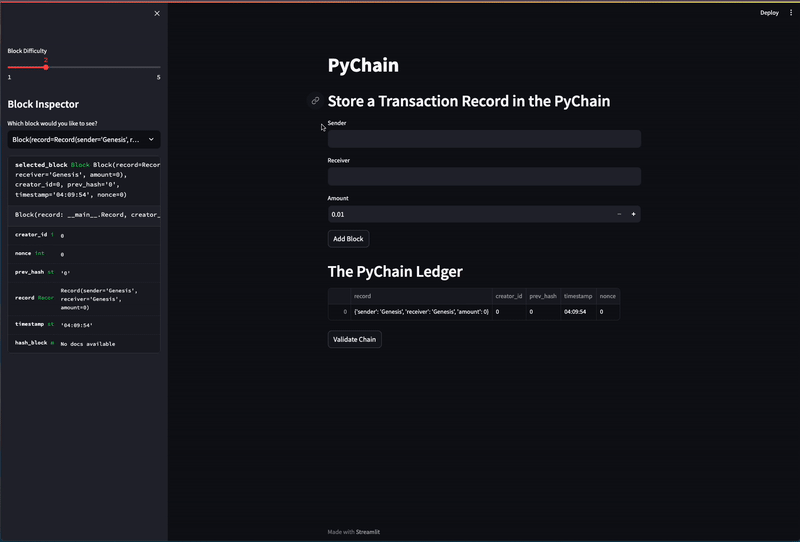 Deploy
Block Difficulty
2
1 5
Block Inspector
Which block would you like to see?
Block(record=Record(sender='Genesis', r...
selected_block Block Block(record=Recor
receiver='Genesis', amount=0),
creator_id=0, prev_hash='0',
timestamp='04:09:54', nonce=0)
Block(record: __main__.Record, creator_
creator_id i 0
nonce int 0
prev_hash st '0'
record Recor Record(sender='Genesis',
receiver='Genesis',
amount=0)
timestamp st '04:09:54'
hash_block m No docs available
PyChain
Store a Transaction Record in the PyChain
Sender
Receiver
Amount
0.01
Add Block
The PyChain Ledger
record creator_id prev_hash timestamp nonce
0 {'sender': 'Genesis', 'receiver': 'Genesis', 'amount': 0} 0 0 04:09:54 0
Validate Chain
Made with Streamlit